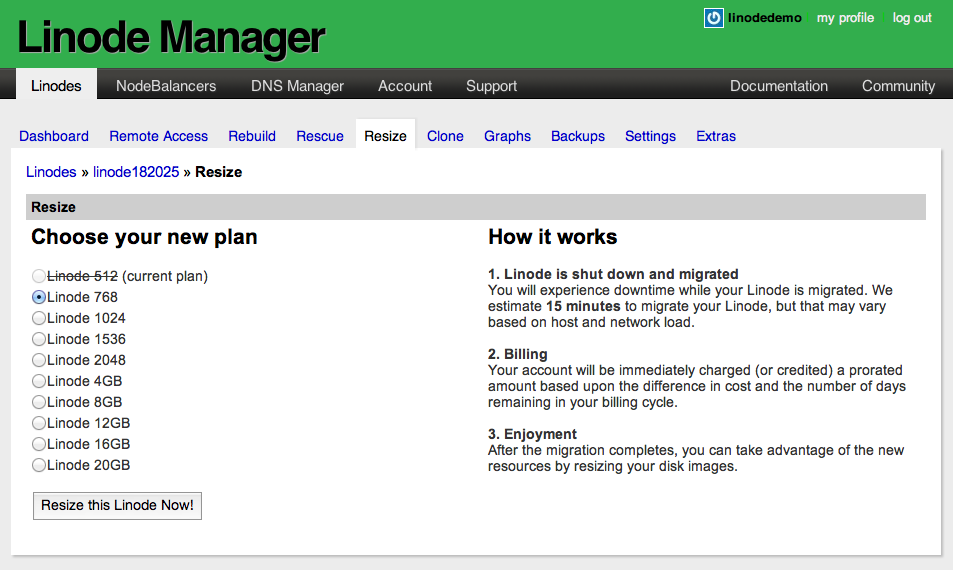 Linode Manager
linodedemo my profile log out
Linodes NodeBalancers DNS Manager Account Support Documentation Community
Dashboard Remote Access Rebuild Rescue Resize Clone Graphs Backups Settings Extras
Linodes » linode182025 » Resize
Resize
Choose your new plan
Linode 512 (current plan)
Linode 768
Linode 1024
Linode 1536
Linode 2048
Linode 4GB
Linode 8GB
Linode 12GB
Linode 16GB
Linode 20GB
Resize this Linode Now!
How it works
1. Linode is shut down and migrated
You will experience downtime while your Linode is migrated. We
estimate 15 minutes to migrate your Linode, but that may vary
based on host and network load.
2. Billing
Your account will be immediately charged (or credited) a prorated
amount based upon the difference in cost and the number of days
remaining in your billing cycle.
3. Enjoyment
After the migration completes, you can take advantage of the new
resources by resizing your disk images.